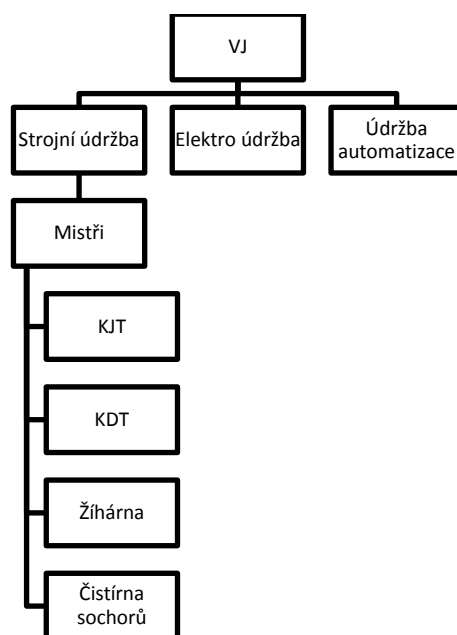 VJ
Strojní údržba
Elektro údržba
Údržba
automatizace
Mistři
KJT
KDT
Žíhárna
Čistírna
sochorů